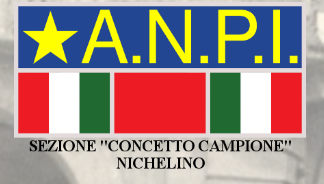 A.N.P.I.
SEZIONE "CONCETTO CAMPIONE"
NICHELINO